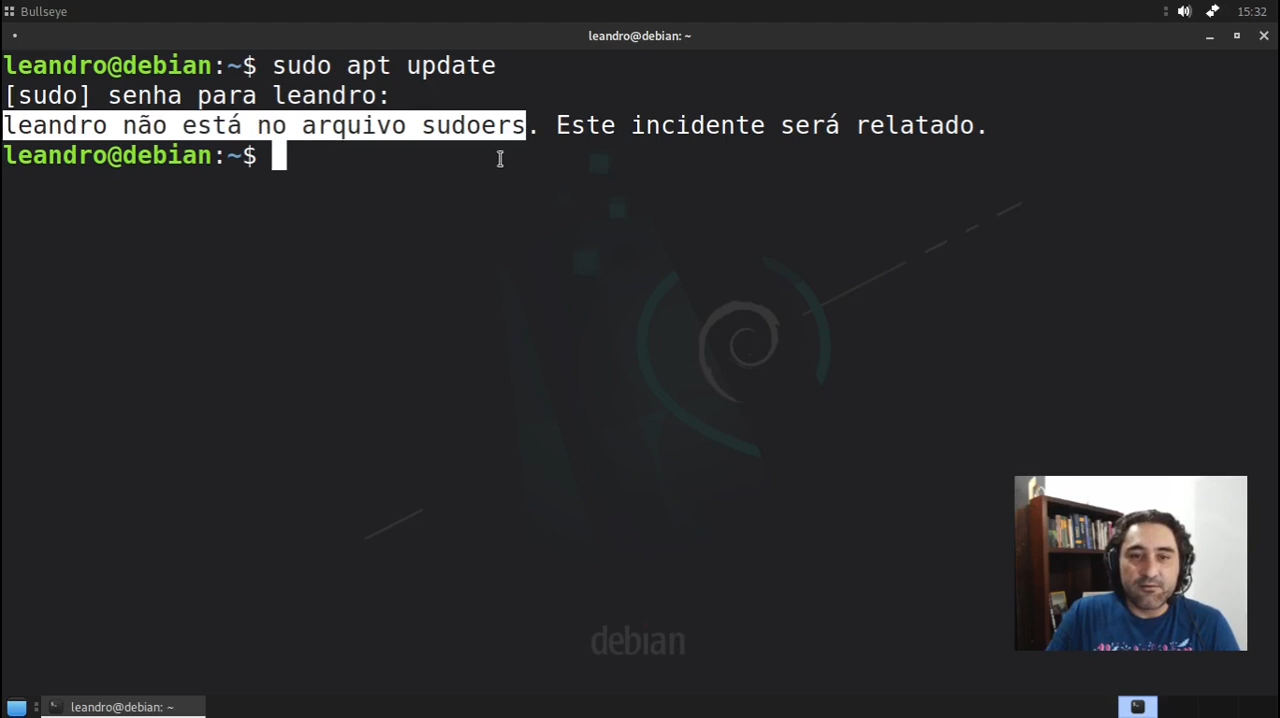 Bullseye
15:32
leandro@debian: ~
leandro@debian:~$ sudo apt update
[sudo] senha para leandro:
leandro não está no arquivo sudoers. Este incidente será relatado.
leandro@debian:~$
debian
leandro@debian: ~